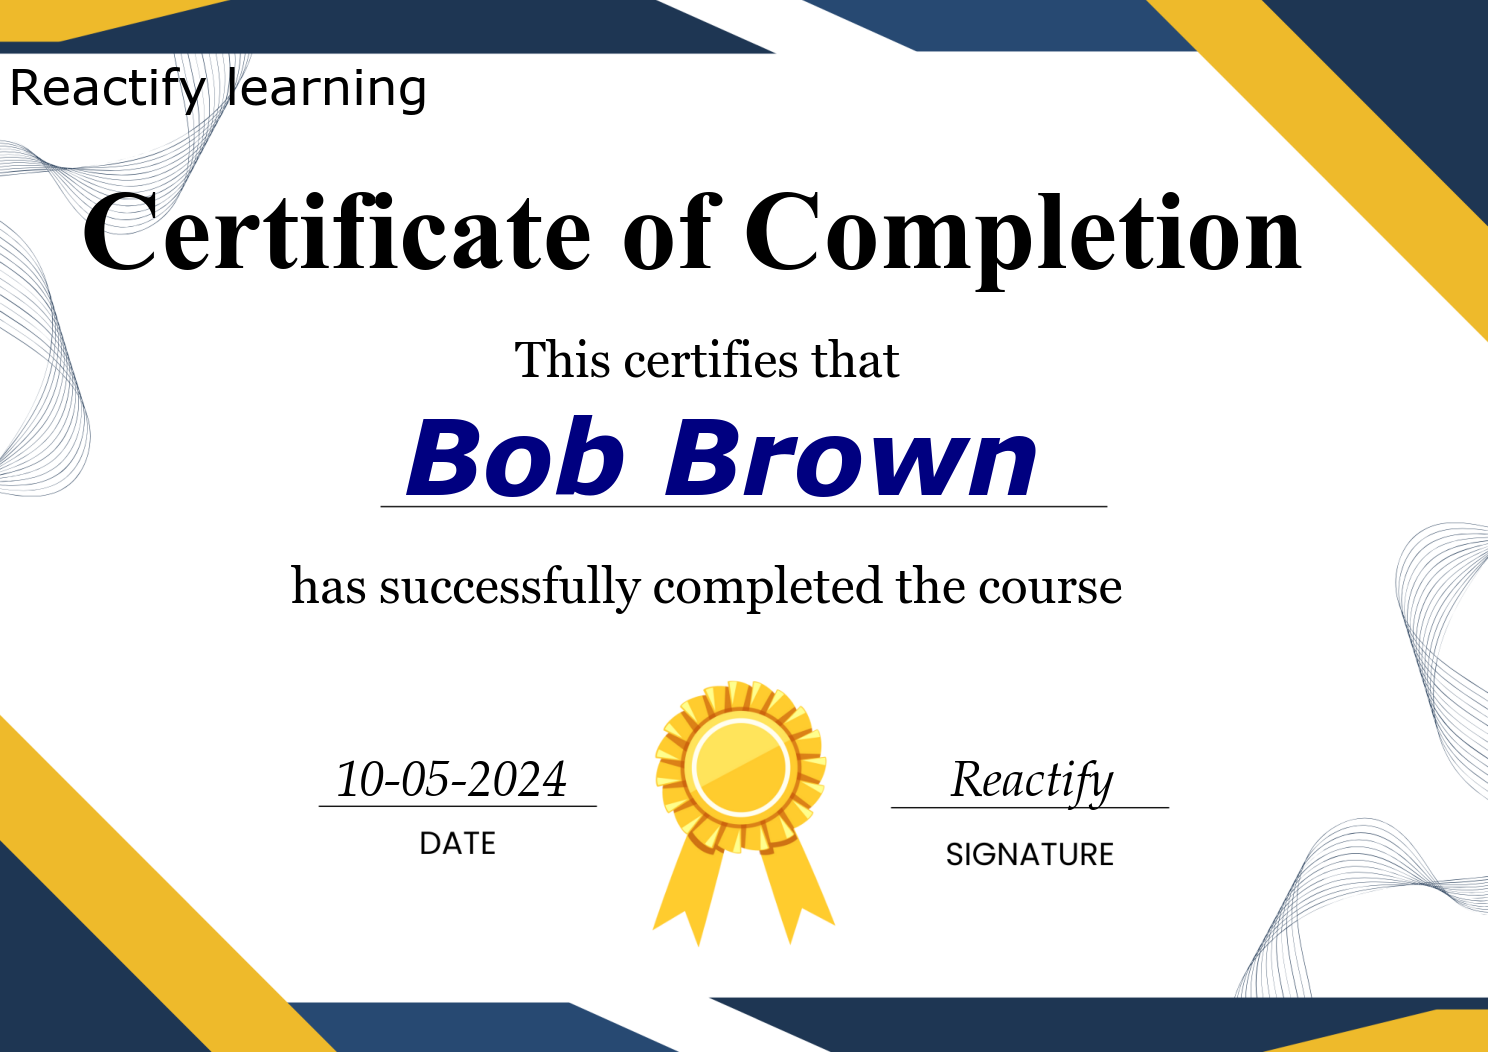 Reactify learning
Certificate of Completion
This certifies that
Bob Brown
has successfully completed the course
10-05-2024
Reactify
DATE
SIGNATURE